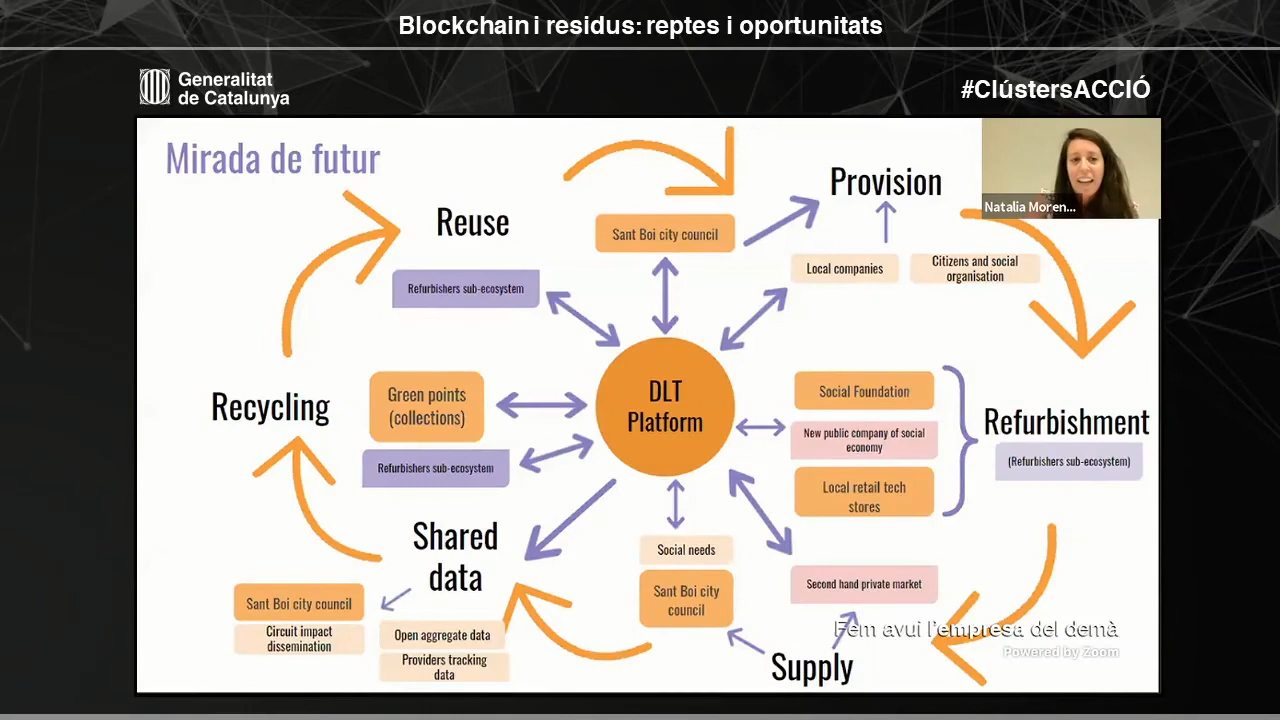 Blockchain i residus: reptes i oportunitats
Generalitat
de Catalunya
#ClústersACCIÓ
Mirada de futur
Natalia Moren...
Reuse
Sant Boi city council
Provision
Refurbishers sub-ecosystem
Local companies
Citizens and social
organisation
Recycling
Green points
(collections)
Refurbishers sub-ecosystem
DLT
Platform
Social Foundation
New public company of social
economy
Local retail tech
stores
Refurbishment
(Refurbishers sub-ecosystem)
Shared
data
Social needs
Sant Boi city
council
Second hand private market
Sant Boi city council
Circuit impact
dissemination
Open aggregate data
Providers tracking
data
Supply
Fem avui l'empresa del demà
Powered by Zoom